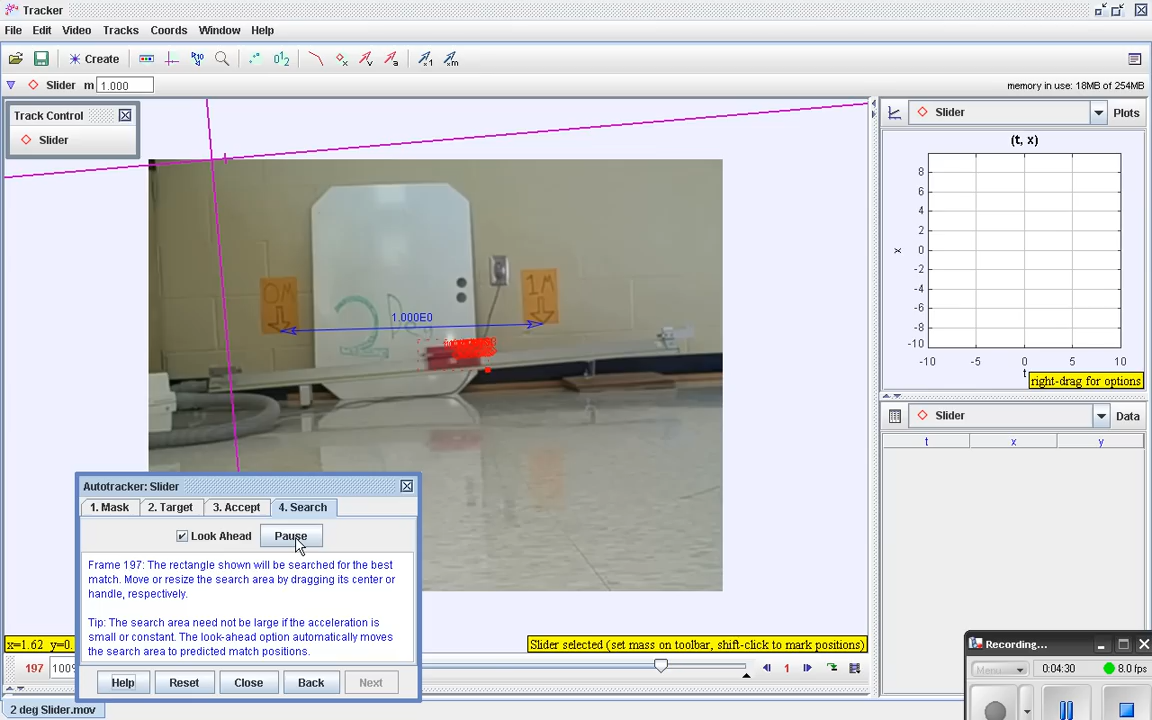 Tracker
File Edit Video Tracks Coords Window Help
Create
Slider m 1.000
memory in use: 18MB of 254MB
Track Control
Slider
Slider Plots
(t, x)
8
6
4
2
x 0
-2
-4
-6
-8
-10
-10 -5 0 5 10
t
right-drag for options
0M
1M
2 Deg
1.000E0
Slider Data
t x y
Autotracker: Slider
1. Mask 2. Target 3. Accept 4. Search
Look Ahead Pause
Frame 197: The rectangle shown will be searched for the best
match. Move or resize the search area by dragging its center or
handle, respectively.
Tip: The search area need not be large if the acceleration is
small or constant. The look-ahead option automatically moves
the search area to predicted match positions.
Help Reset Close Back Next
x=1.62 y=0.
Slider selected (set mass on toolbar, shift-click to mark positions)
197 100% 1
2 deg Slider.mov
Recording...
Menu 0:04:30 8.0 fps